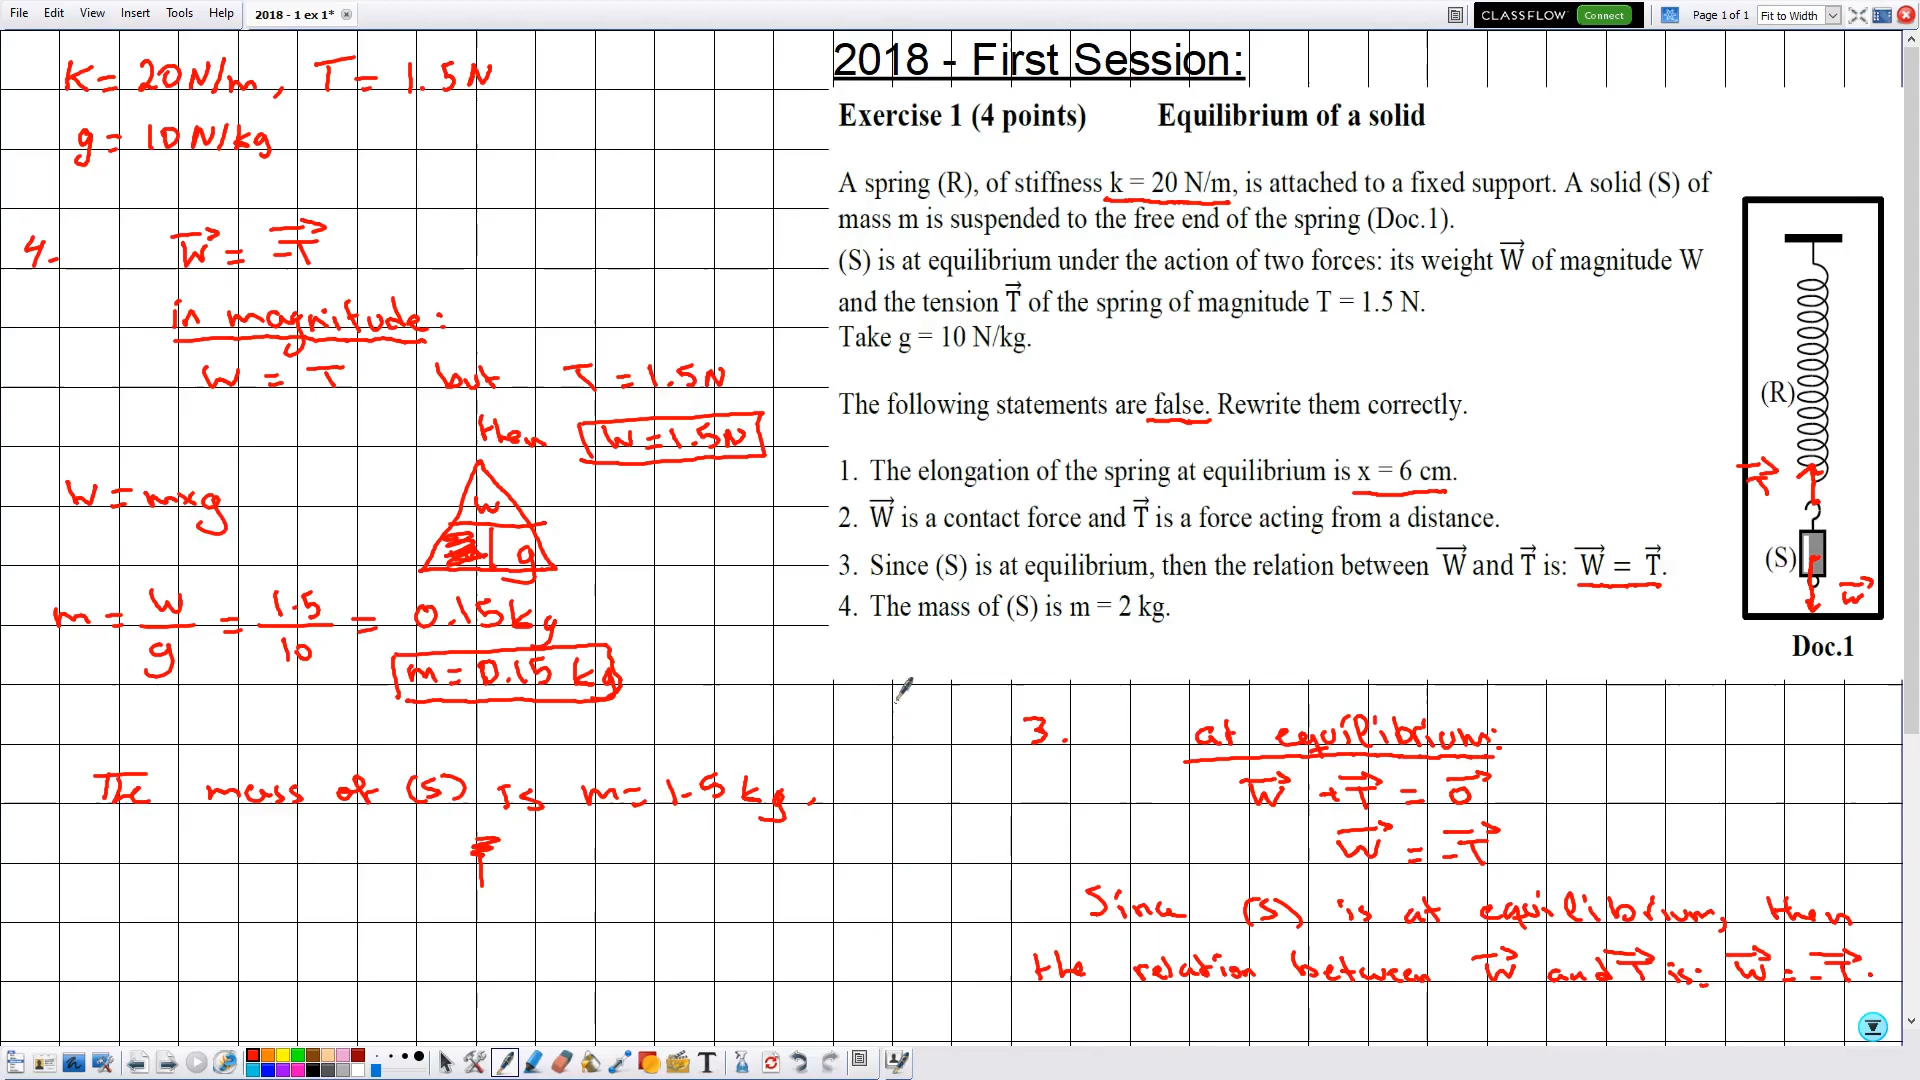 File Edit View Insert Tools Help 2018 - 1 ex 1*
CLASSFLOW Connect Page 1 of 1 Fit to Width
K = 20 N/m, T = 1.5 N
g = 10 N/kg
4. W⃗ = -T⃗
in magnitude:
W = T but T = 1.5 N
then W = 1.5 N
W = m×g
W
g
m = W/g = 1.5/10 = 0.15 kg
m = 0.15 kg
The mass of (S) is m = 1.5 kg.
2018 - First Session:
Exercise 1 (4 points) Equilibrium of a solid
A spring (R), of stiffness k = 20 N/m, is attached to a fixed support. A solid (S) of
mass m is suspended to the free end of the spring (Doc.1).
(S) is at equilibrium under the action of two forces: its weight W⃗ of magnitude W
and the tension T⃗ of the spring of magnitude T = 1.5 N.
Take g = 10 N/kg.
The following statements are false. Rewrite them correctly.
1. The elongation of the spring at equilibrium is x = 6 cm.
2. W⃗ is a contact force and T⃗ is a force acting from a distance.
3. Since (S) is at equilibrium, then the relation between W⃗ and T⃗ is: W⃗ = T⃗.
4. The mass of (S) is m = 2 kg.
(R)
T⃗
(S)
W⃗
Doc.1
3. at equilibrium:
W⃗ + T⃗ = 0⃗
W⃗ = -T⃗
Since (S) is at equilibrium, then
the relation between W⃗ and T⃗ is: W⃗ = -T⃗.